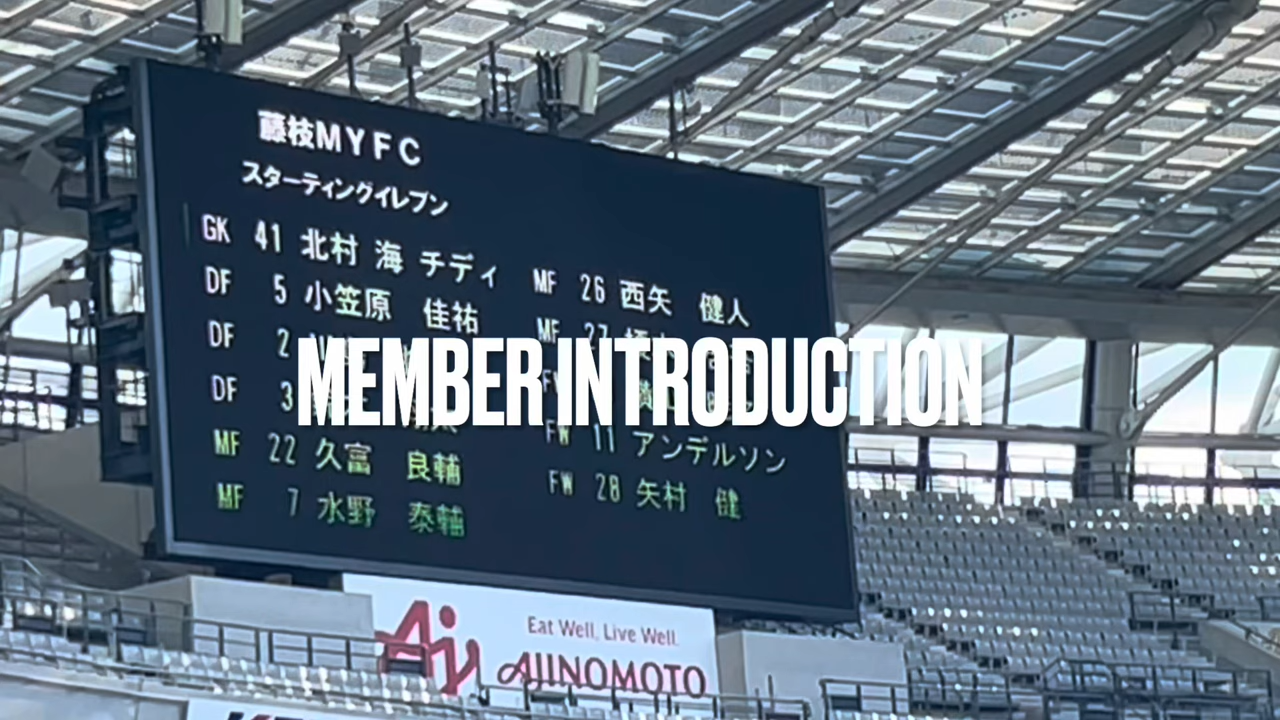 藤枝MYFC
スターティングイレブン
GK 41 北村 海 チディ
DF 5 小笠原 佳祐
DF 2
DF 3
MF 22 久富 良輔
MF 7 水野 泰輔
MF 26 西矢 健人
MF 27
FW 11 アンデルソン
FW 28 矢村 健
MEMBER INTRODUCTION
Eat Well, Live Well.
AJINOMOTO